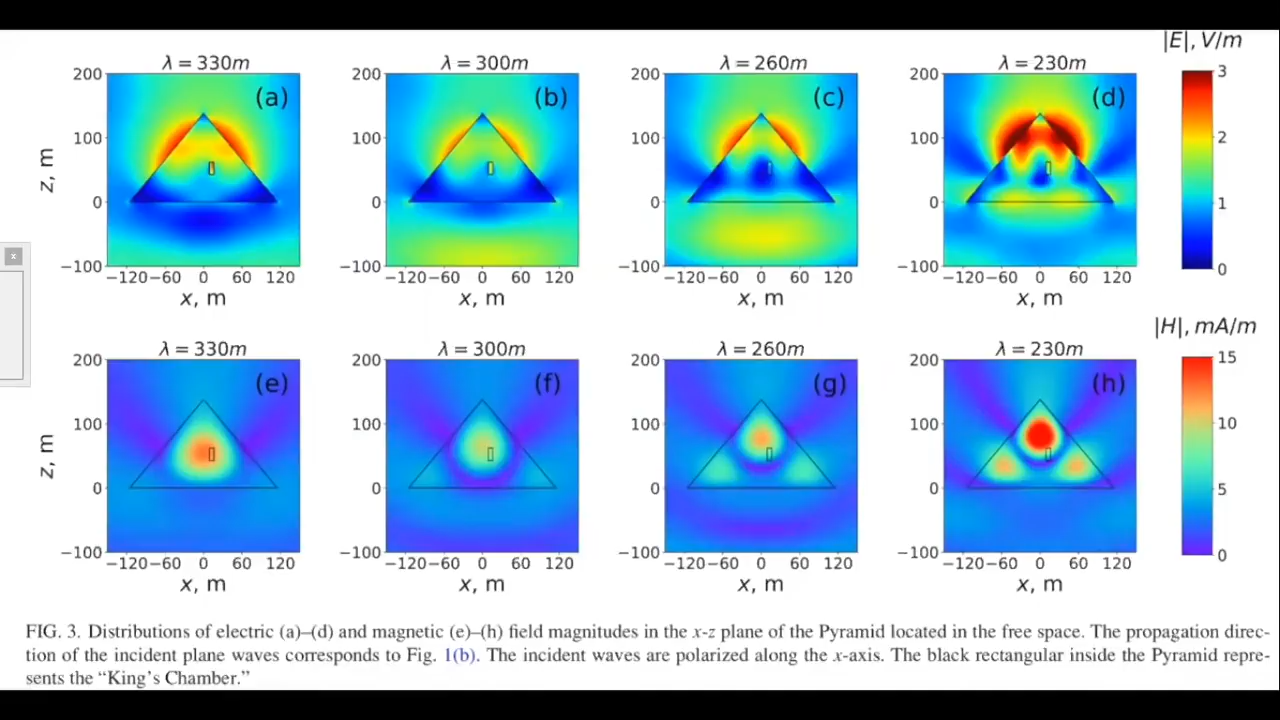 |E|, V/m
λ = 330m
λ = 300m
λ = 260m
λ = 230m
(a)
(b)
(c)
(d)
z, m
200
100
0
−100
200
100
0
−100
200
100
0
−100
200
100
0
−100
3
2
1
0
−120 −60 0 60 120
−120 −60 0 60 120
−120 −60 0 60 120
−120 −60 0 60 120
x, m
x, m
x, m
x, m
|H|, mA/m
λ = 330m
λ = 300m
λ = 260m
λ = 230m
(e)
(f)
(g)
(h)
z, m
200
100
0
−100
200
100
0
−100
200
100
0
−100
200
100
0
−100
15
10
5
0
−120 −60 0 60 120
−120 −60 0 60 120
−120 −60 0 60 120
−120 −60 0 60 120
x, m
x, m
x, m
x, m
FIG. 3. Distributions of electric (a)–(d) and magnetic (e)–(h) field magnitudes in the x-z plane of the Pyramid located in the free space. The propagation direc-
tion of the incident plane waves corresponds to Fig. 1(b). The incident waves are polarized along the x-axis. The black rectangular inside the Pyramid repre-
sents the “King’s Chamber.”